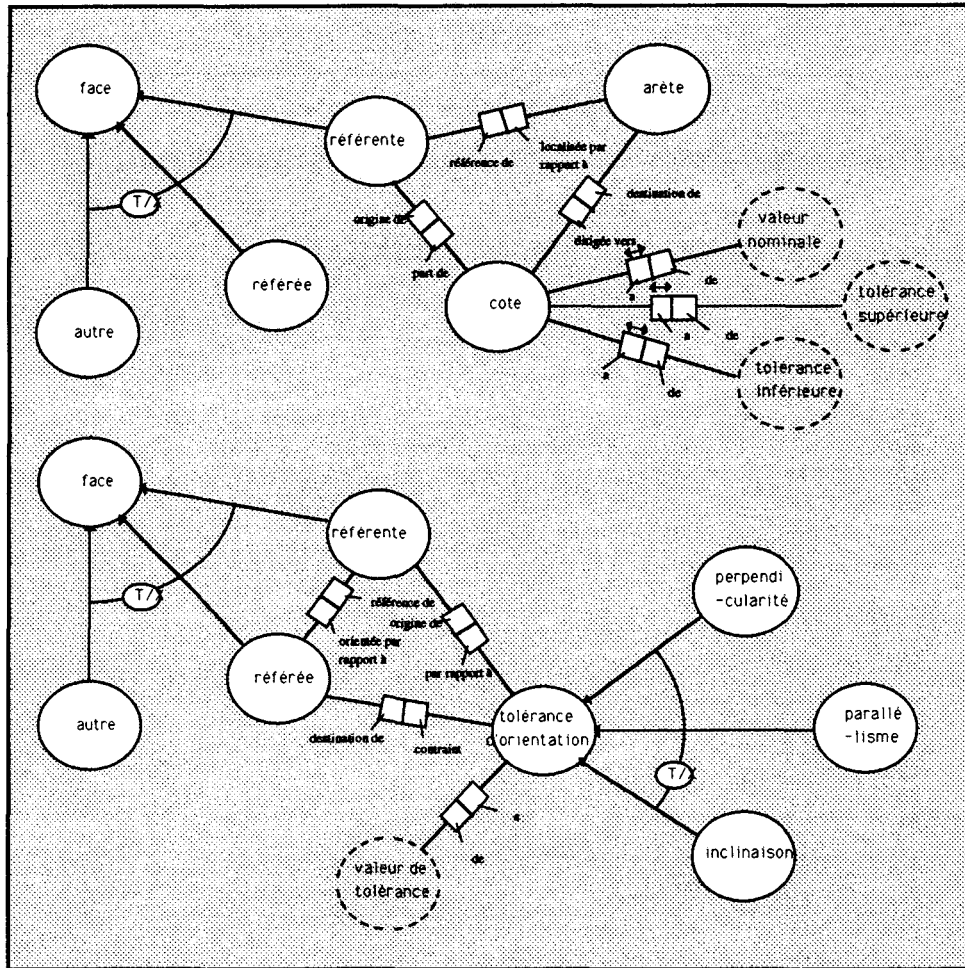 face
arète
référente
localisée par
référence de
rapport à
T/
destination de
valeur
nominale
origine de
dirigée vers
part de
a
de
référée
cote
tolérance
supérieure
autre
a
de
a
de
tolérance
inférieure
face
référente
perpendi
-cularité
T/
référence de
origine de
orientée par
rapport à
par rapport à
référée
autre
tolérance
d'orientation
parallé
-lisme
destination de
contraint
T/
a
de
inclinaison
valeur de
tolérance